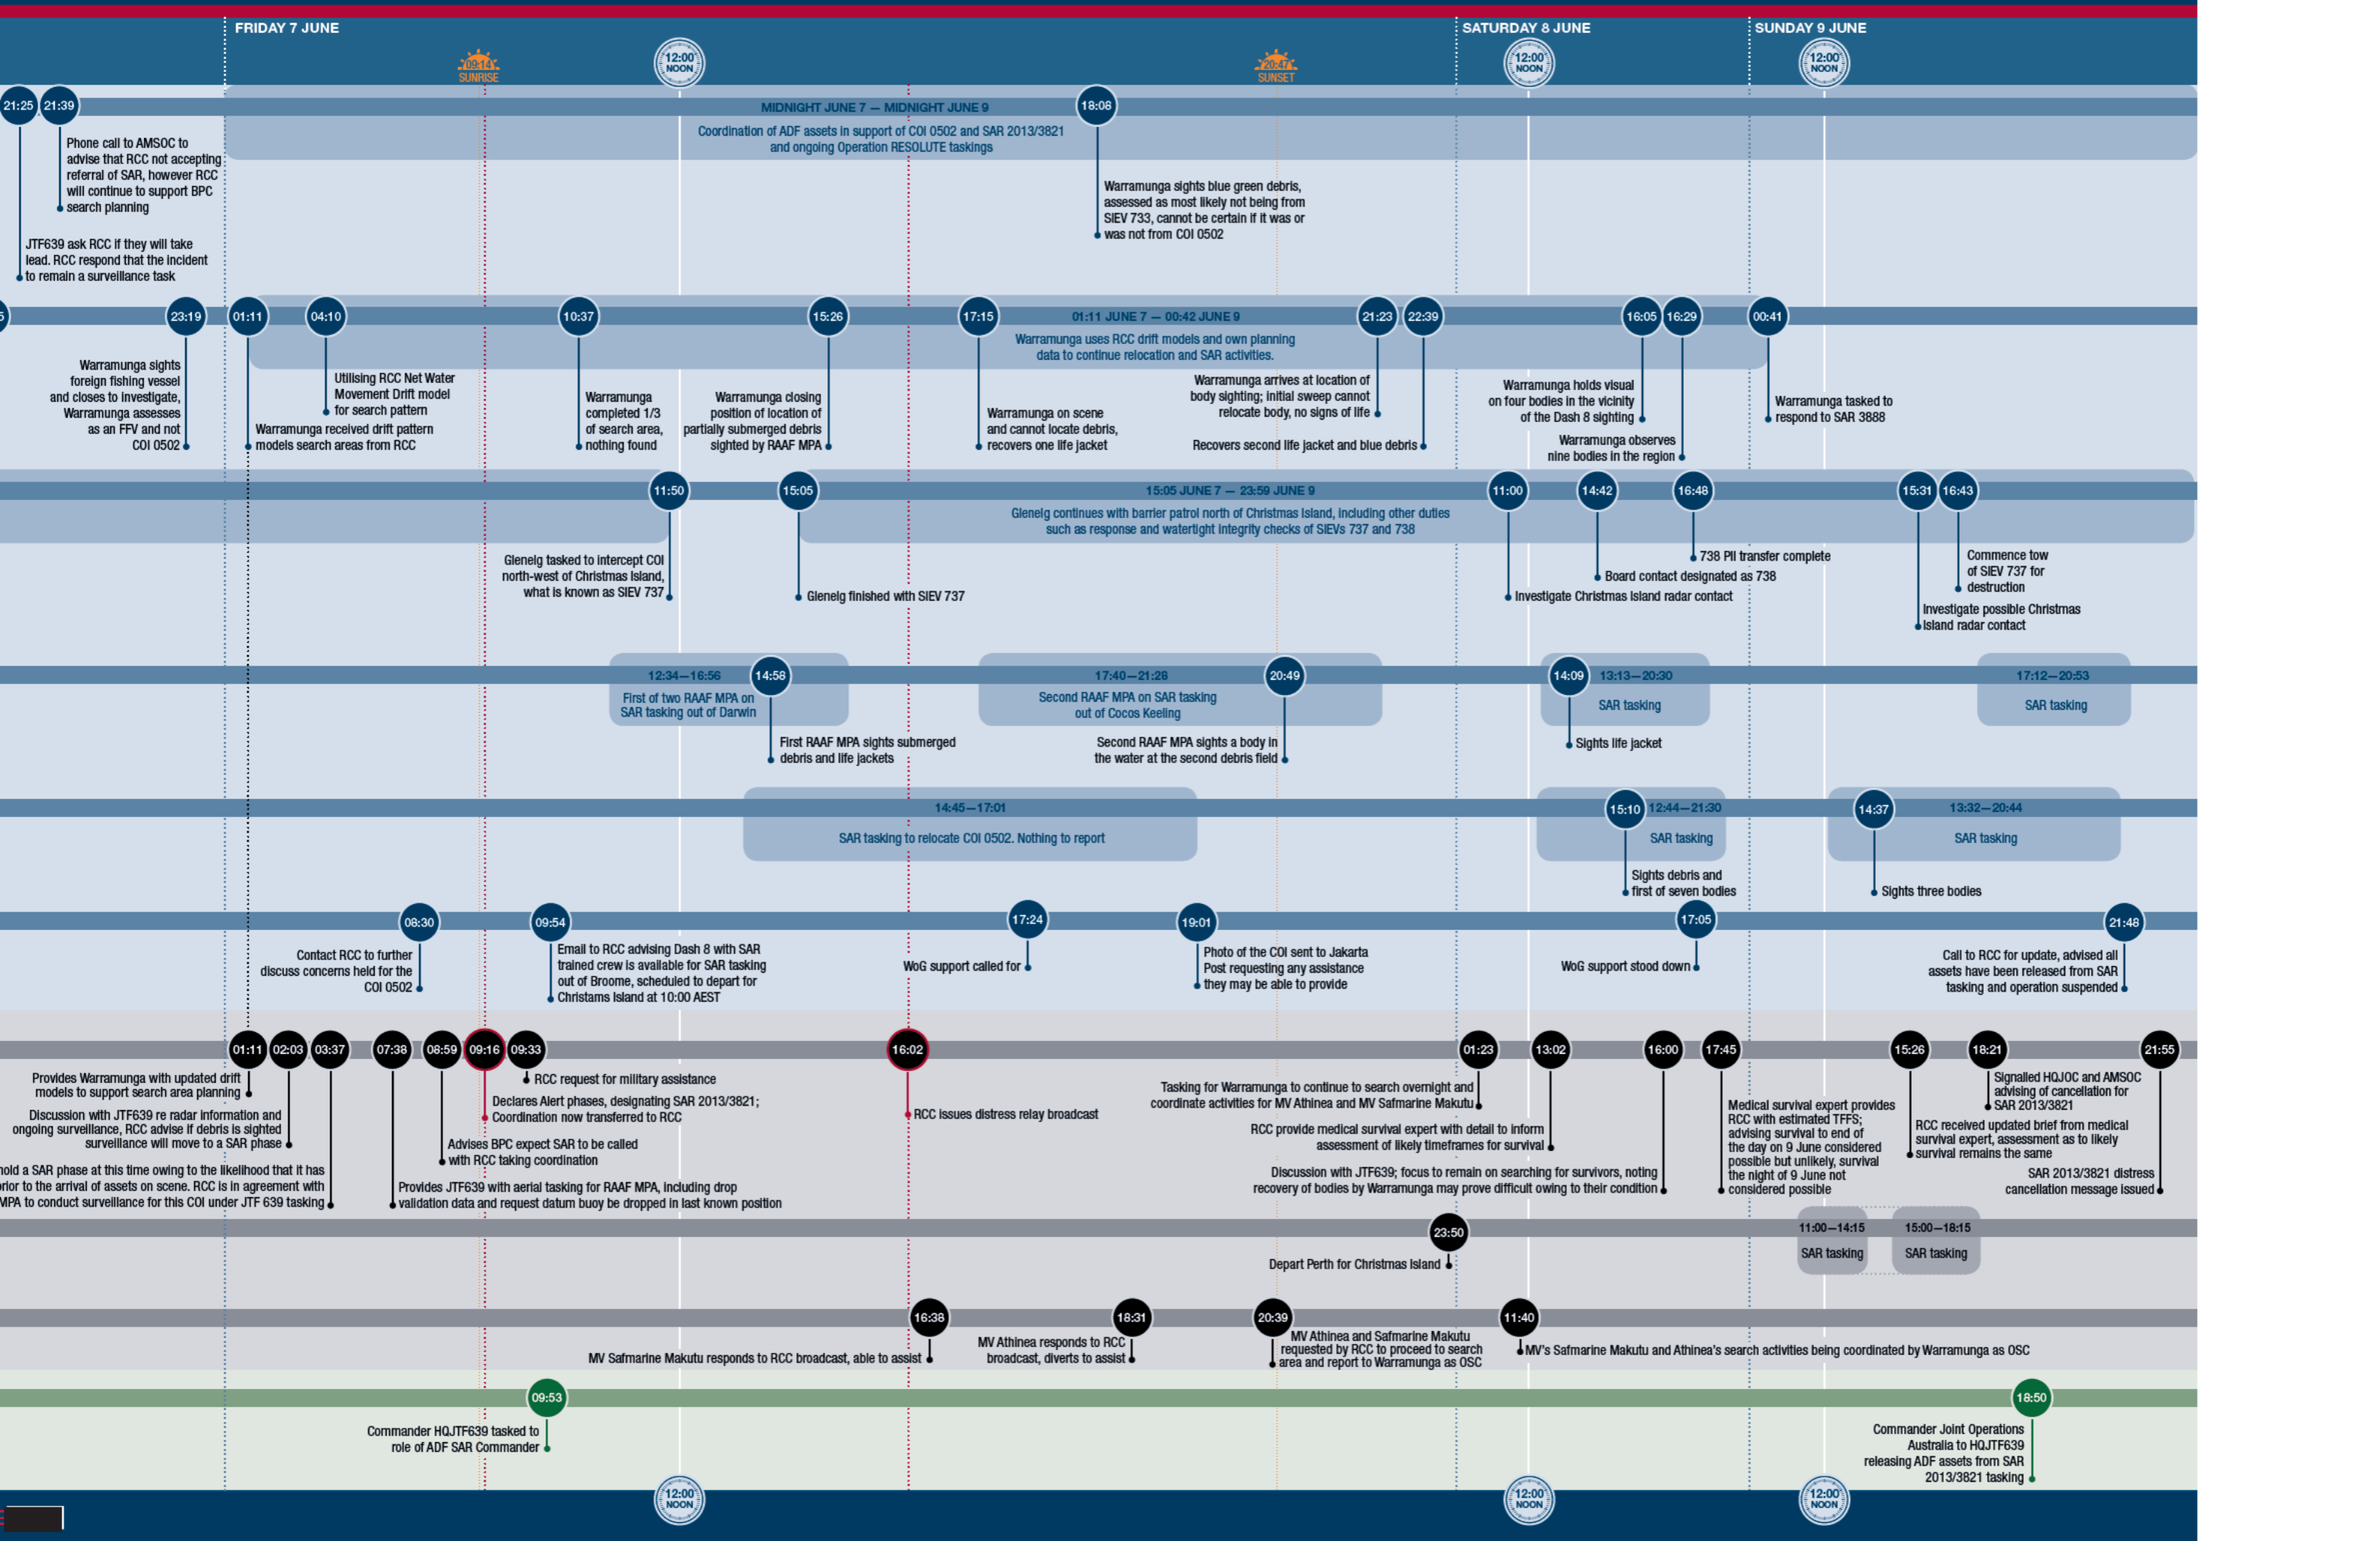 FRIDAY 7 JUNE
SATURDAY 8 JUNE
SUNDAY 9 JUNE
09:14
SUNRISE
12:00
NOON
20:47
SUNSET
12:00
NOON
12:00
NOON
21:25
21:39
MIDNIGHT JUNE 7 — MIDNIGHT JUNE 9
18:08
Coordination of ADF assets in support of COI 0502 and SAR 2013/3821
and ongoing Operation RESOLUTE taskings
Phone call to AMSOC to
advise that RCC not accepting
referral of SAR, however RCC
will continue to support BPC
search planning
JTF639 ask RCC if they will take
lead. RCC respond that the incident
to remain a surveillance task
Warramunga sights blue green debris,
assessed as most likely not being from
SIEV 733, cannot be certain if it was or
was not from COI 0502
23:19
01:11
04:10
10:37
15:26
17:15
01:11 JUNE 7 — 00:42 JUNE 9
21:23
22:39
16:05
16:29
00:41
Warramunga uses RCC drift models and own planning
data to continue relocation and SAR activities.
Warramunga sights
foreign fishing vessel
and closes to investigate,
Warramunga assesses
as an FFV and not
COI 0502
Utilising RCC Net Water
Movement Drift model
for search pattern
Warramunga received drift pattern
models search areas from RCC
Warramunga
completed 1/3
of search area,
nothing found
Warramunga closing
position of location of
partially submerged debris
sighted by RAAF MPA
Warramunga on scene
and cannot locate debris,
recovers one life jacket
Warramunga arrives at location of
body sighting; initial sweep cannot
relocate body, no signs of life
Recovers second life jacket and blue debris
Warramunga holds visual
on four bodies in the vicinity
of the Dash 8 sighting
Warramunga observes
nine bodies in the region
Warramunga tasked to
respond to SAR 3888
11:50
15:05
15:05 JUNE 7 — 23:59 JUNE 9
11:00
14:42
16:48
15:31
16:43
Glenelg continues with barrier patrol north of Christmas Island, including other duties
such as response and watertight integrity checks of SIEVs 737 and 738
Glenelg tasked to intercept COI
north-west of Christmas Island,
what is known as SIEV 737
Glenelg finished with SIEV 737
738 PII transfer complete
Board contact designated as 738
Investigate Christmas Island radar contact
Commence tow
of SIEV 737 for
destruction
Investigate possible Christmas
Island radar contact
12:34—16:56
14:58
17:40—21:28
20:49
14:09
13:13—20:30
17:12—20:53
First of two RAAF MPA on
SAR tasking out of Darwin
Second RAAF MPA on SAR tasking
out of Cocos Keeling
SAR tasking
SAR tasking
First RAAF MPA sights submerged
debris and life jackets
Second RAAF MPA sights a body in
the water at the second debris field
Sights life jacket
14:45—17:01
15:10
12:44—21:30
14:37
13:32—20:44
SAR tasking to relocate COI 0502. Nothing to report
SAR tasking
SAR tasking
Sights debris and
first of seven bodies
Sights three bodies
08:30
09:54
17:24
19:01
17:05
21:48
Contact RCC to further
discuss concerns held for the
COI 0502
Email to RCC advising Dash 8 with SAR
trained crew is available for SAR tasking
out of Broome, scheduled to depart for
Christams Island at 10:00 AEST
WoG support called for
Photo of the COI sent to Jakarta
Post requesting any assistance
they may be able to provide
WoG support stood down
Call to RCC for update, advised all
assets have been released from SAR
tasking and operation suspended
01:11
02:03
03:37
07:38
08:59
09:16
09:33
16:02
01:23
13:02
16:00
17:45
15:26
18:21
21:55
Provides Warramunga with updated drift
models to support search area planning
Discussion with JTF639 re radar information and
ongoing surveillance, RCC advise if debris is sighted
surveillance will move to a SAR phase
hold a SAR phase at this time owing to the likelihood that it has
prior to the arrival of assets on scene. RCC is in agreement with
MPA to conduct surveillance for this COI under JTF 639 tasking
RCC request for military assistance
Declares Alert phases, designating SAR 2013/3821;
Coordination now transferred to RCC
Advises BPC expect SAR to be called
with RCC taking coordination
Provides JTF639 with aerial tasking for RAAF MPA, including drop
validation data and request datum buoy be dropped in last known position
RCC issues distress relay broadcast
Tasking for Warramunga to continue to search overnight and
coordinate activities for MV Athinea and MV Safmarine Makutu
RCC provide medical survival expert with detail to inform
assessment of likely timeframes for survival
Discussion with JTF639; focus to remain on searching for survivors, noting
recovery of bodies by Warramunga may prove difficult owing to their condition
Medical survival expert provides
RCC with estimated TFFS;
advising survival to end of
the day on 9 June considered
possible but unlikely, survival
the night of 9 June not
considered possible
Signalled HQJOC and AMSOC
advising of cancellation for
SAR 2013/3821
RCC received updated brief from medical
survival expert, assessment as to likely
survival remains the same
SAR 2013/3821 distress
cancellation message issued
23:50
11:00—14:15
15:00—18:15
SAR tasking
SAR tasking
Depart Perth for Christmas Island
16:38
18:31
20:39
11:40
MV Safmarine Makutu responds to RCC broadcast, able to assist
MV Athinea responds to RCC
broadcast, diverts to assist
MV Athinea and Safmarine Makutu
requested by RCC to proceed to search
area and report to Warramunga as OSC
MV's Safmarine Makutu and Athinea's search activities being coordinated by Warramunga as OSC
09:53
18:50
Commander HQJTF639 tasked to
role of ADF SAR Commander
Commander Joint Operations
Australia to HQJTF639
releasing ADF assets from SAR
2013/3821 tasking
12:00
NOON
12:00
NOON
12:00
NOON